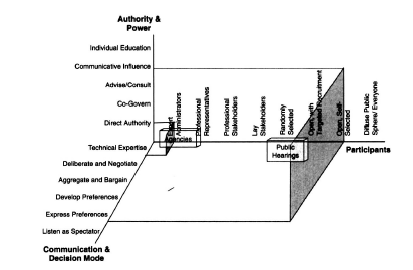 Authority &
Power
Individual Education
Communicative Influence
Advise/Consult
Co-Govern
Direct Authority
Expert
Administrators
Professional
Representatives
Professional
Stakeholders
Lay
Stakeholders
Randomly
Selected
Open, with
Targeted Recruitment
Open, Self-
Selected
Diffuse Public
Sphere/ Everyone
Agencies
Public
Hearings
Participants
Technical Expertise
Deliberate and Negotiate
Aggregate and Bargain
Develop Preferences
Express Preferences
Listen as Spectator
Communication &
Decision Mode